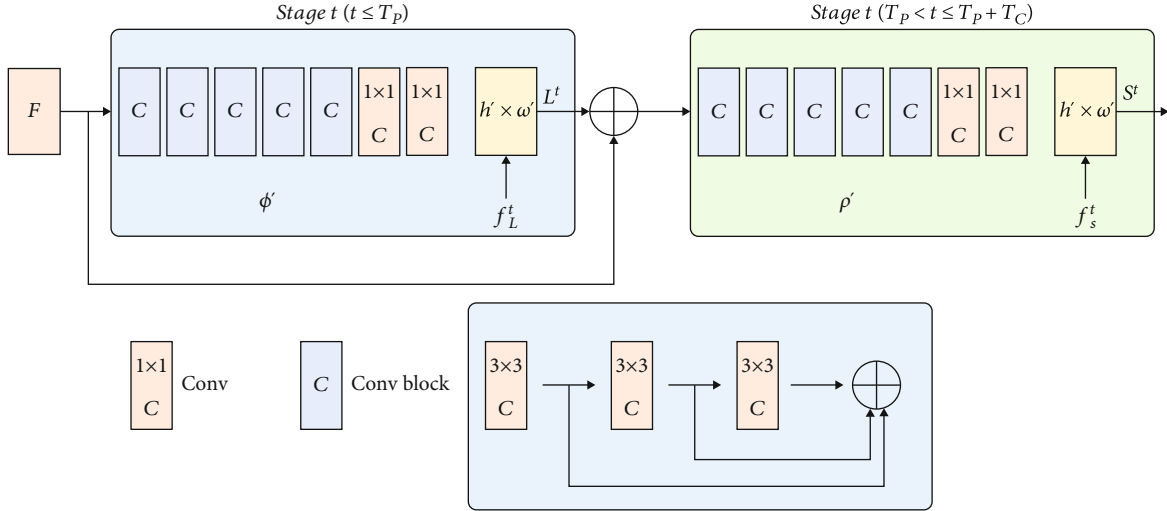 Stage t (t ≤ T_P)
Stage t (T_P < t ≤ T_P + T_C)
F
C
C
C
C
C
1×1
C
1×1
C
h′ × ω′
L^t
ϕ′
f_L^t
C
C
C
C
C
1×1
C
1×1
C
h′ × ω′
S^t
ρ′
f_s^t
1×1
C
Conv
C
Conv block
3×3
C
3×3
C
3×3
C